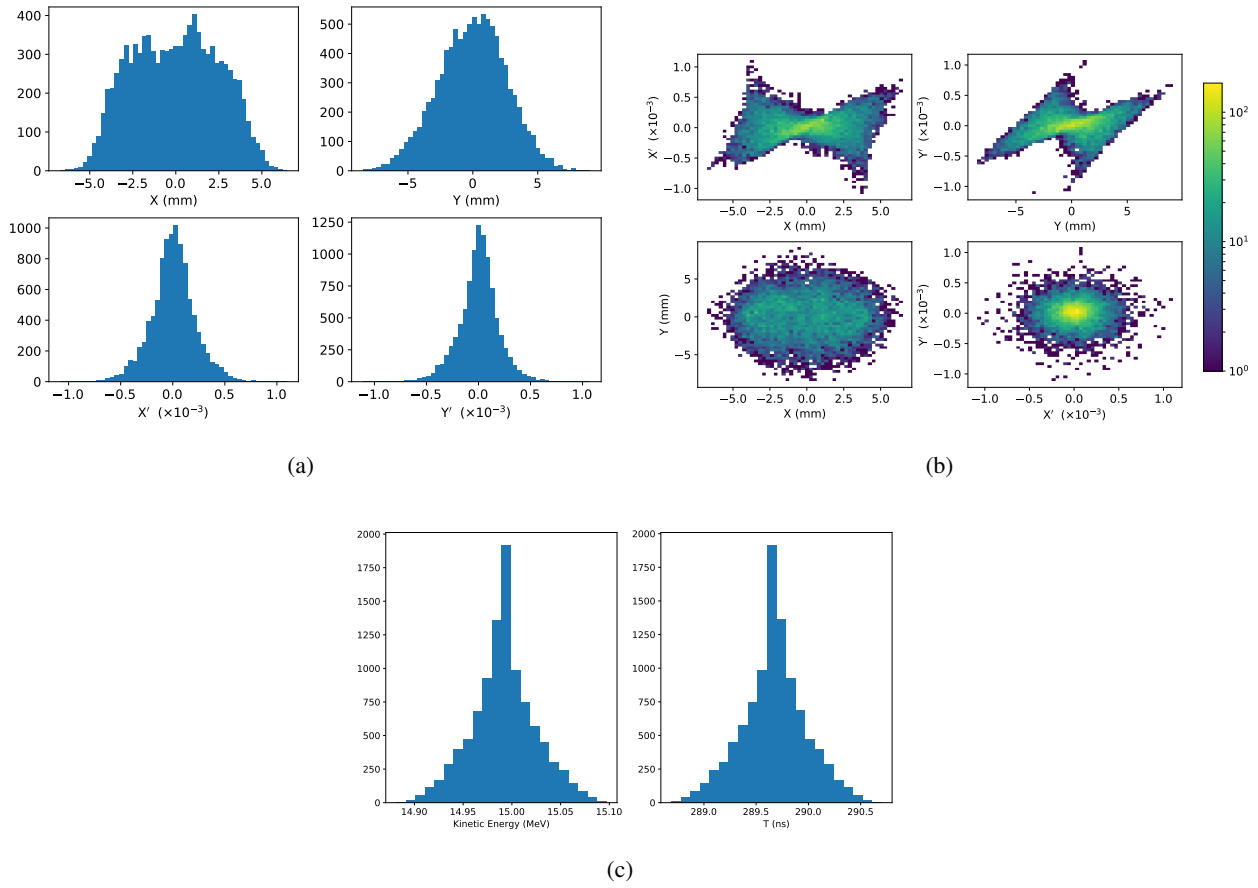 400
300
200
100
0
−5.0 −2.5 0.0 2.5 5.0
X (mm)
500
400
300
200
100
0
−5 0 5
Y (mm)
1000
800
600
400
200
0
−1.0 −0.5 0.0 0.5 1.0
X′ (×10⁻³)
1250
1000
750
500
250
0
−1.0 −0.5 0.0 0.5 1.0
Y′ (×10⁻³)
(a)
X′ (×10⁻³)
1.0
0.5
0.0
−0.5
−1.0
−5.0 −2.5 0.0 2.5 5.0
X (mm)
Y′ (×10⁻³)
1.0
0.5
0.0
−0.5
−1.0
−5 0 5
Y (mm)
Y (mm)
5
0
−5
−5.0 −2.5 0.0 2.5 5.0
X (mm)
Y′ (×10⁻³)
1.0
0.5
0.0
−0.5
−1.0
−1.0 −0.5 0.0 0.5 1.0
X′ (×10⁻³)
10²
10¹
10⁰
(b)
2000
1750
1500
1250
1000
750
500
250
0
14.90 14.95 15.00 15.05 15.10
Kinetic Energy (MeV)
2000
1750
1500
1250
1000
750
500
250
0
289.0 289.5 290.0 290.5
T (ns)
(c)